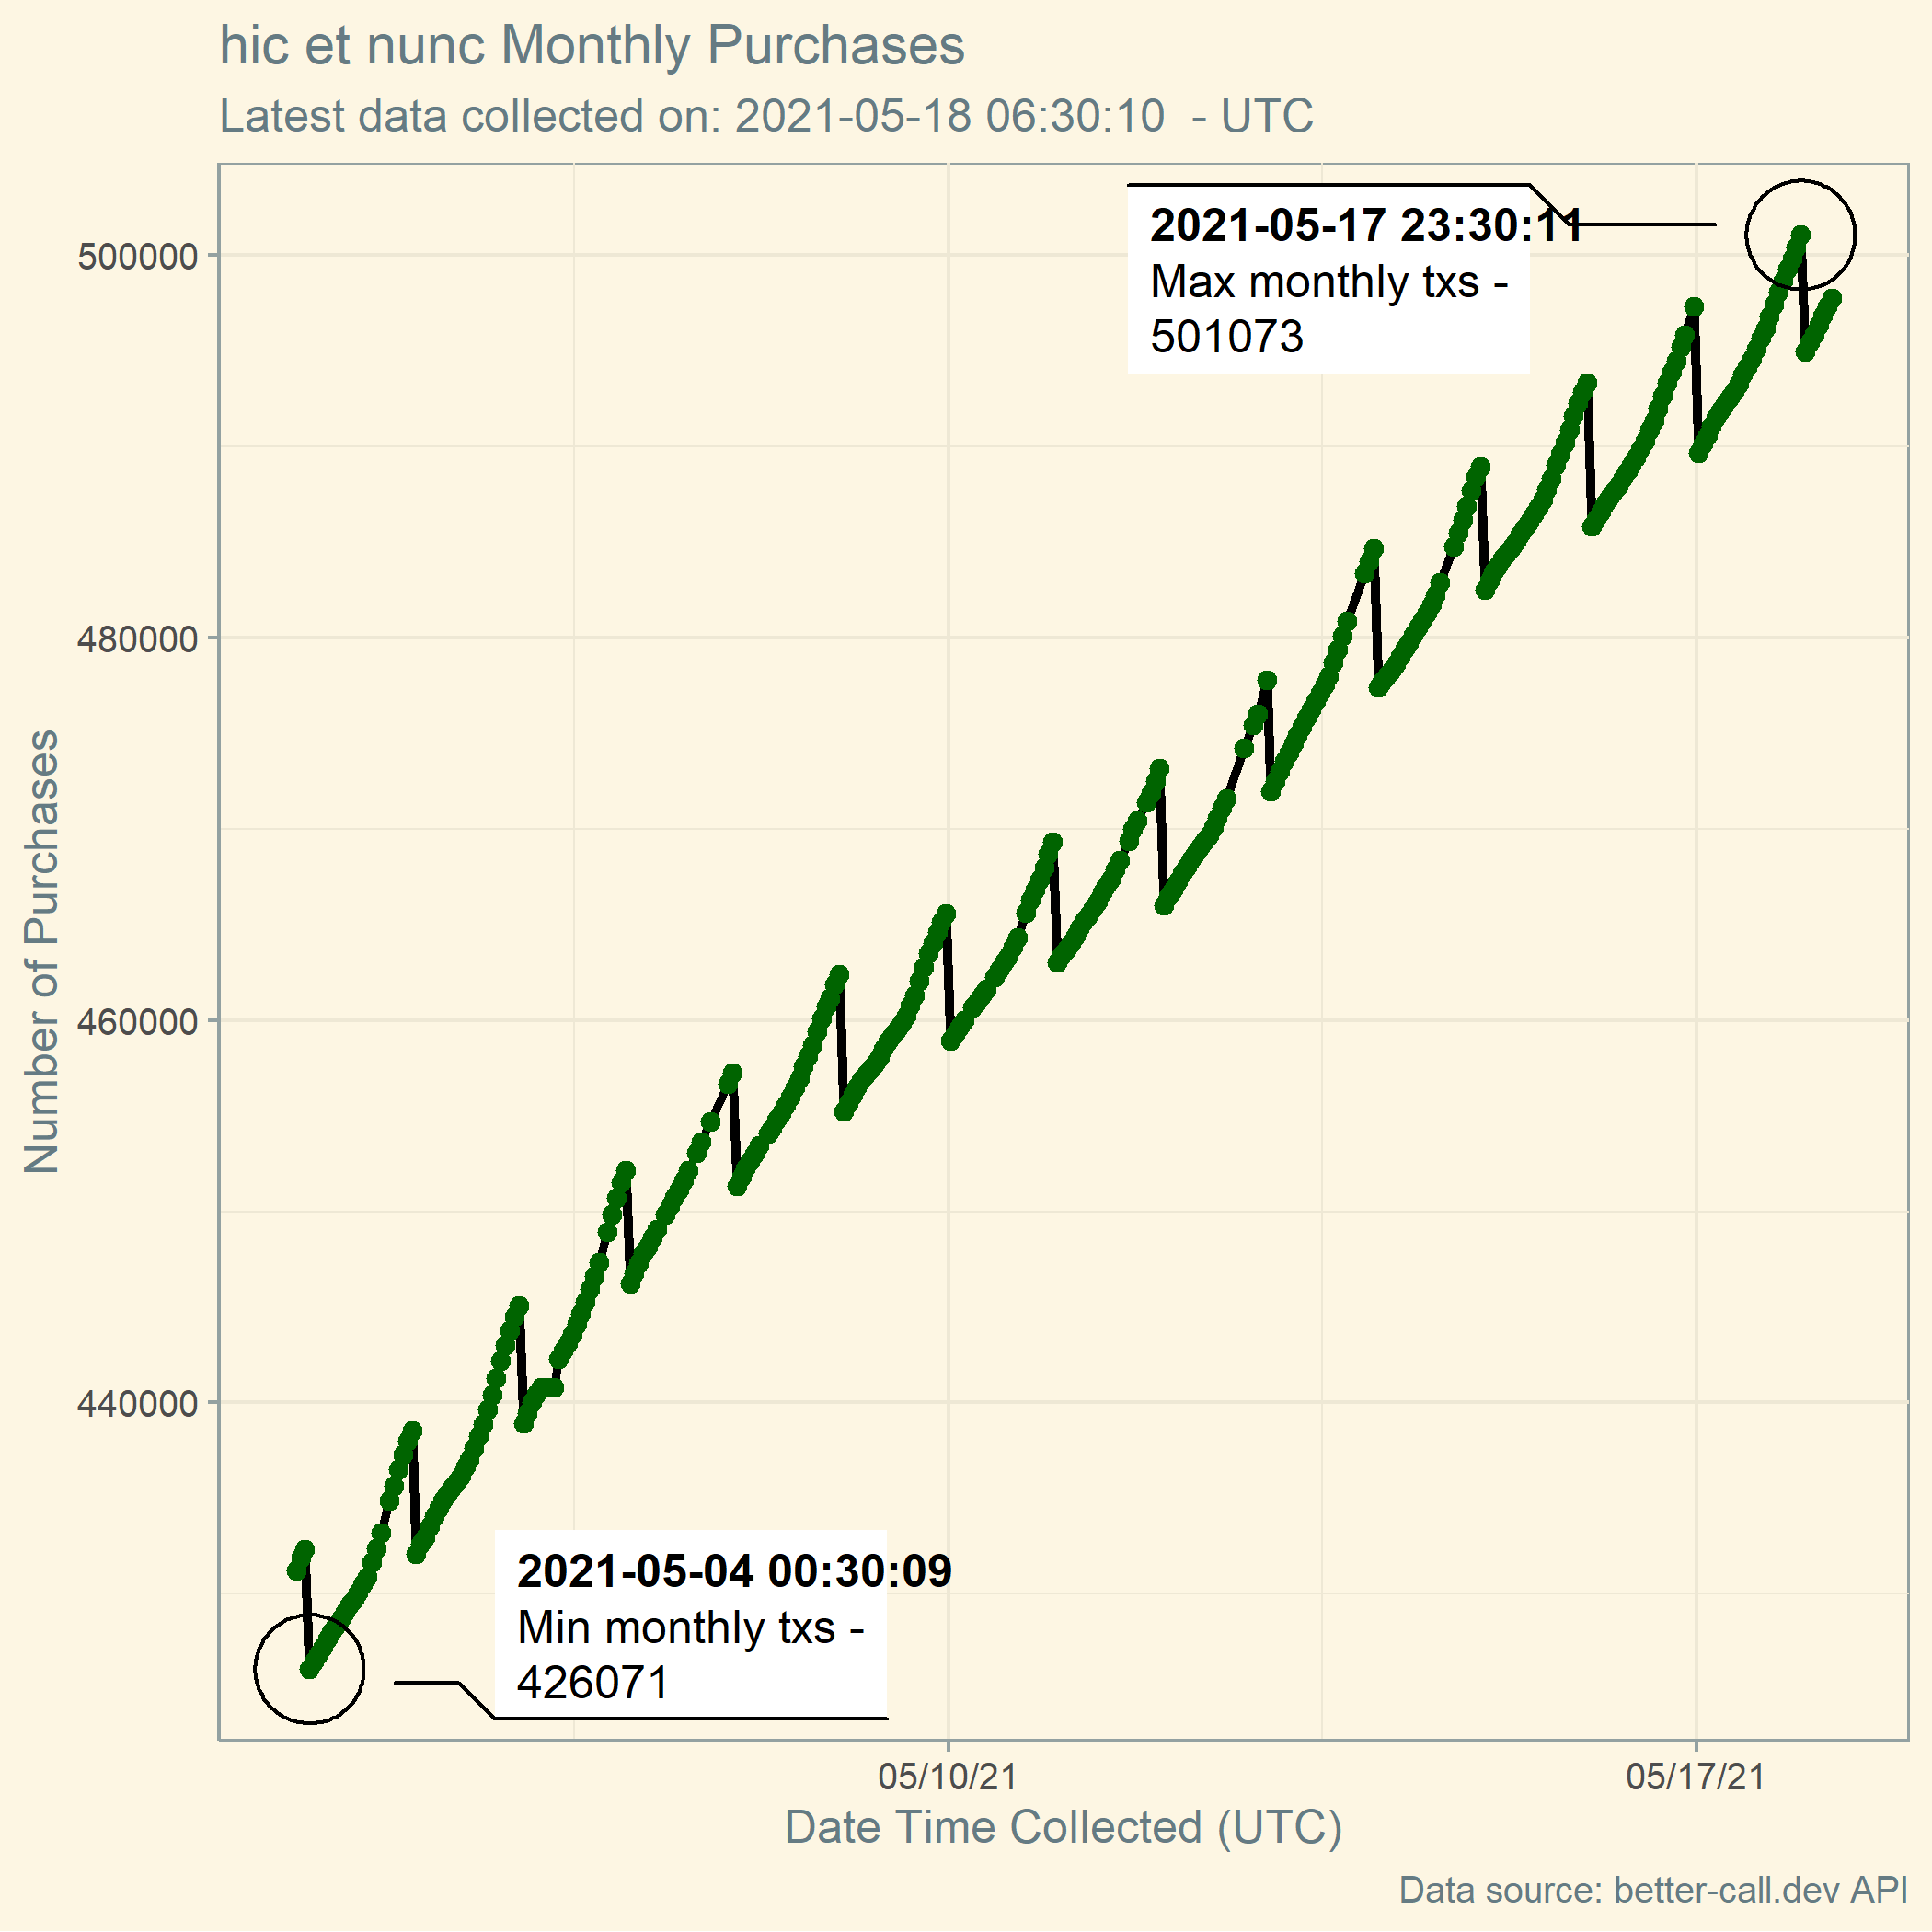 hic et nunc Monthly Purchases
Latest data collected on: 2021-05-18 06:30:10  - UTC
2021-05-17 23:30:11
Max monthly txs -
501073
500000
480000
460000
440000
Number of Purchases
2021-05-04 00:30:09
Min monthly txs -
426071
05/10/21
05/17/21
Date Time Collected (UTC)
Data source: better-call.dev API